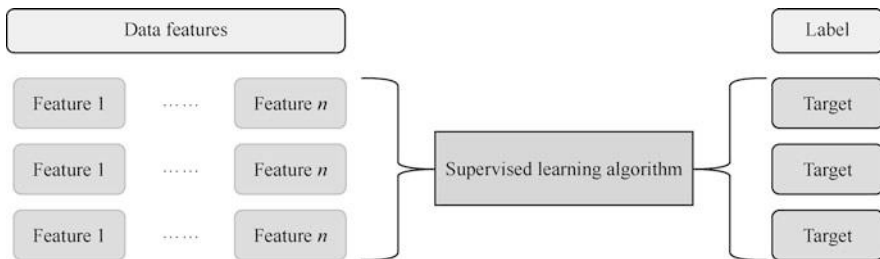 Data features
Label
Feature 1 …… Feature n
Target
Feature 1 …… Feature n
Supervised learning algorithm
Target
Feature 1 …… Feature n
Target